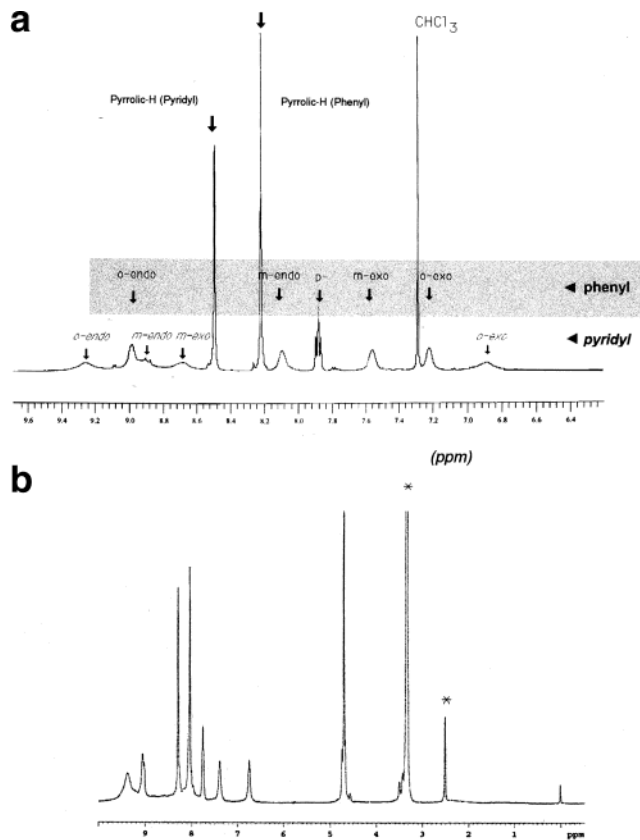 a
CHCl3
Pyrrolic-H (Pyridyl) Pyrrolic-H (Phenyl)
o-endo m-endo p- m-exo o-exo
phenyl
o-endo m-endo m-exo o-exo
pyridyl
9.6 9.4 9.2 9.0 8.8 8.6 8.4 8.2 8.0 7.8 7.6 7.4 7.2 7.0 6.8 6.6 6.4
(ppm)
b
* *
9 8 7 6 5 4 3 2 1 ppm